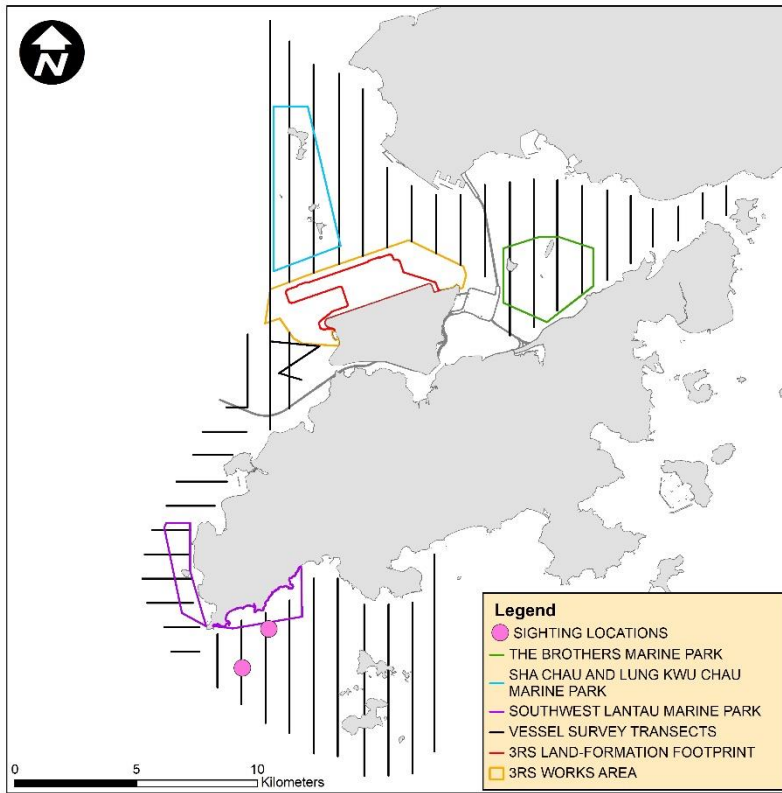 N
Legend
SIGHTING LOCATIONS
THE BROTHERS MARINE PARK
SHA CHAU AND LUNG KWU CHAU
MARINE PARK
SOUTHWEST LANTAU MARINE PARK
VESSEL SURVEY TRANSECTS
3RS LAND-FORMATION FOOTPRINT
3RS WORKS AREA
0 5 10
Kilometers